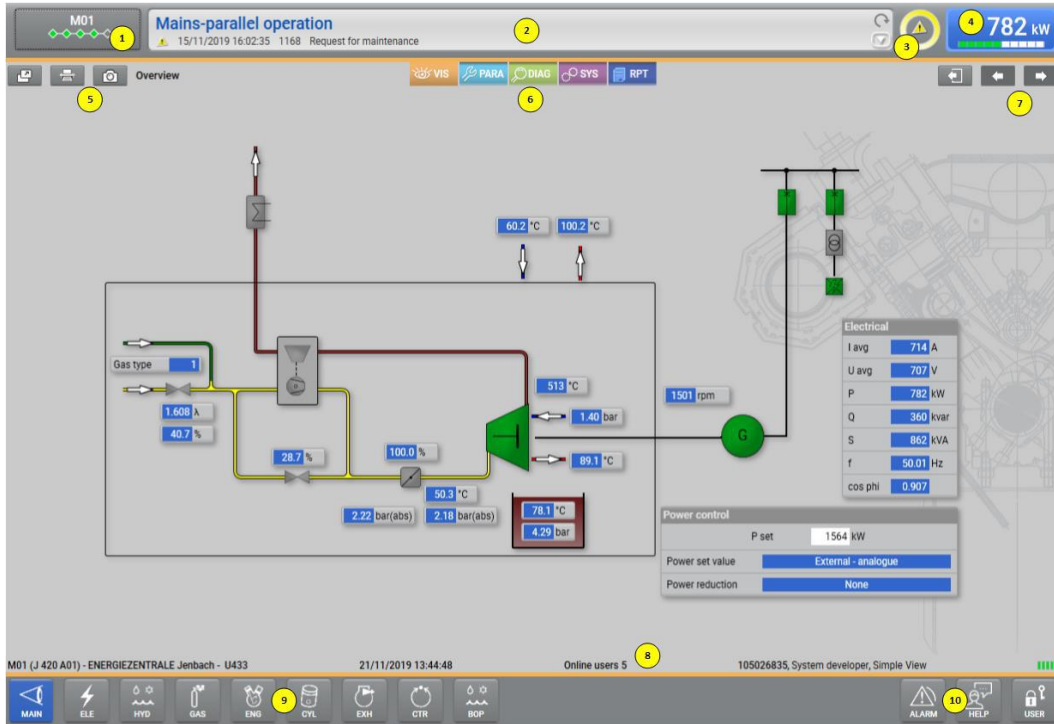 M01
1
Mains-parallel operation
15/11/2019 16:02:35 1168 Request for maintenance
2
3
4
782 kW
5
Overview
VIS
PARA
DIAG
SYS
RPT
6
7
60.2 °C
100.2 °C
Gas type 1
1.608 λ
40.7 %
28.7 %
100.0 %
513 °C
1.40 bar
89.1 °C
50.3 °C
2.22 bar(abs)
2.18 bar(abs)
78.1 °C
4.29 bar
1501 rpm
G
Electrical
I avg 714 A
U avg 707 V
P 782 kW
Q 360 kvar
S 862 kVA
f 50.01 Hz
cos phi 0.907
Power control
P set 1564 kW
Power set value External - analogue
Power reduction None
M01 (J 420 A01) - ENERGIEZENTRALE Jenbach - U433
21/11/2019 13:44:48
Online users 5
8
105026835, System developer, Simple View
MAIN
ELE
HYD
GAS
ENG
9
CYL
EXH
CTR
BOP
ALARM
10
HELP
USER